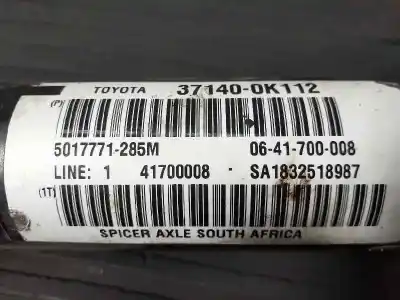 TOYOTA 37140-0K112
(P)
5017771-285M 06-41-700-008
LINE: 1 41700008 SA1832518987
(1T)
SPICER AXLE SOUTH AFRICA